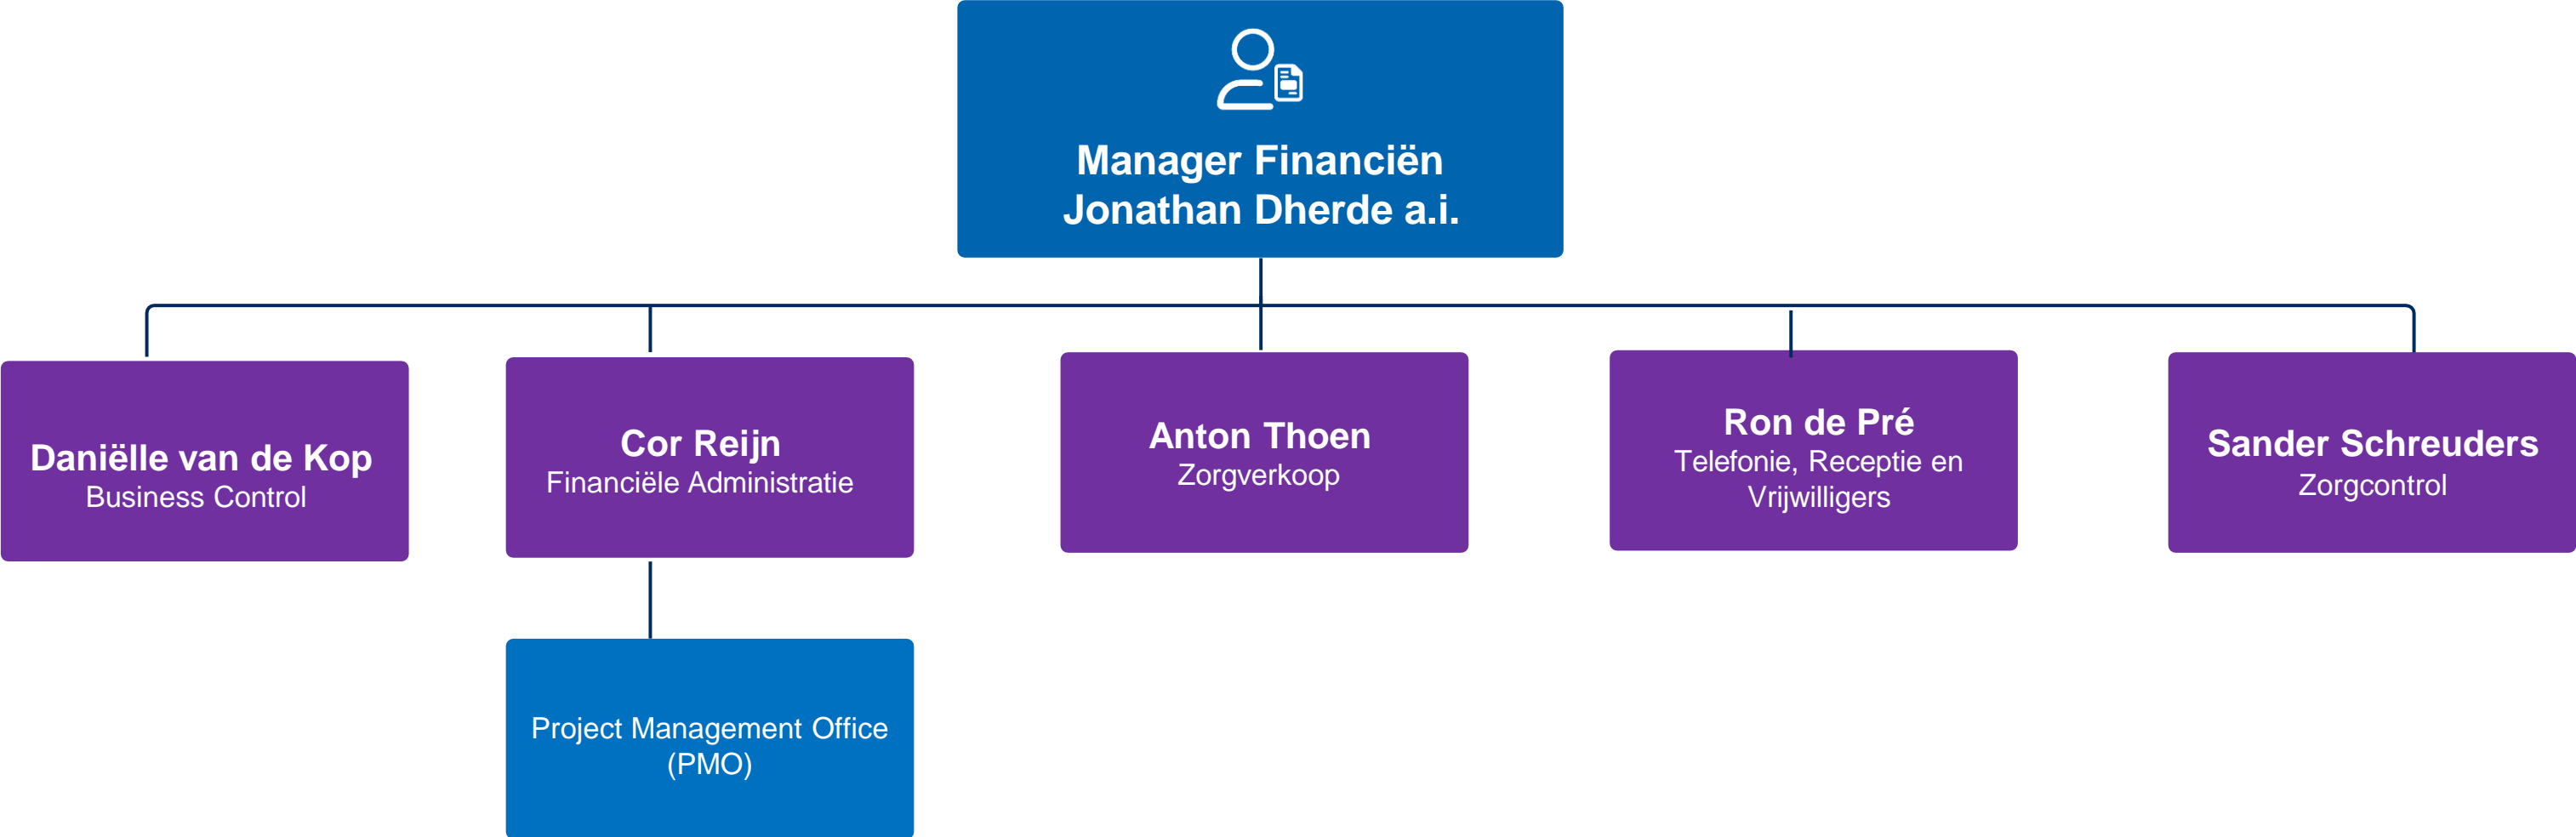 Manager Financiën
Jonathan Dherde a.i.
Daniëlle van de Kop
Business Control
Cor Reijn
Financiële Administratie
Anton Thoen
Zorgverkoop
Ron de Pré
Telefonie, Receptie en
Vrijwilligers
Sander Schreuders
Zorgcontrol
Project Management Office
(PMO)